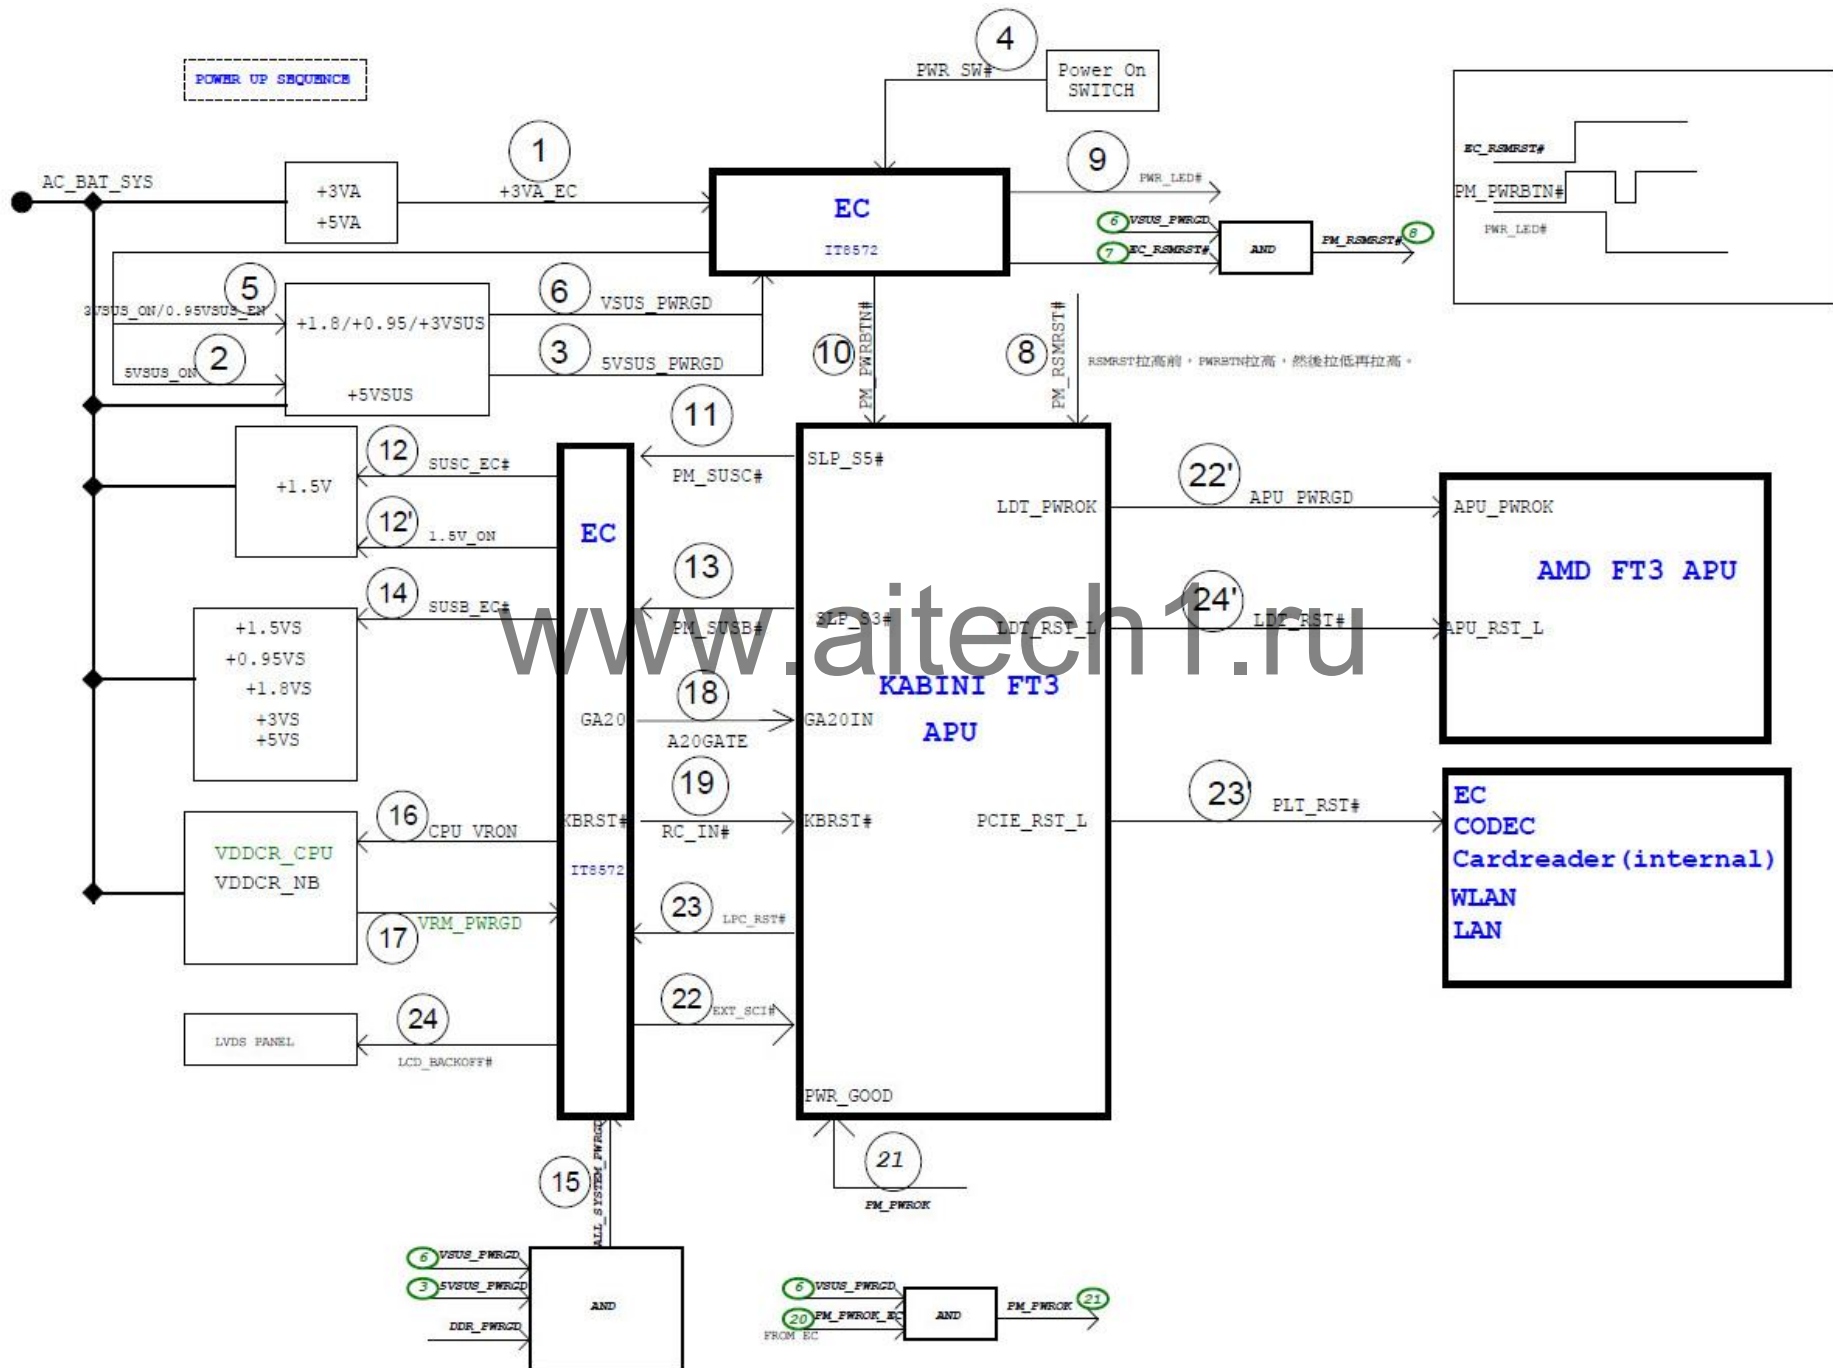 POWER UP SEQUENCE
4
PWR SW#
Power On
SWITCH
AC_BAT_SYS
+3VA
+5VA
1
+3VA_EC
EC
IT8572
9
PWR_LED#
6
VSUS_PWRGD
7
EC_RSMRST#
AND
PM_RSMRST#
8
EC_RSMRST#
PM_PWRBTN#
PWR_LED#
5
3VSUS_ON/0.95VSUS_EN
2
5VSUS_ON
+1.8/+0.95/+3VSUS
+5VSUS
6
VSUS_PWRGD
3
5VSUS_PWRGD
10
PM_PWRBTN#
8
PM_RSMRST#
RSMRST拉高前，PWRBTN拉高，然後拉低再拉高。
+1.5V
12
SUSC_EC#
12'
1.5V_ON
14
SUSB_EC#
+1.5VS
+0.95VS
+1.8VS
+3VS
+5VS
VDDCR_CPU
VDDCR_NB
16
CPU VRON
17
VRM_PWRGD
LVDS PANEL
24
LCD_BACKOFF#
EC
GA20
KBRST#
IT8572
11
PM_SUSC#
13
PM_SUSB#
18
A20GATE
19
RC_IN#
23
LPC_RST#
22
EXT_SCI#
SLP_S5#
LDT_PWROK
SLP_S3#
LDT_RST_L
KABINI FT3
APU
GA20IN
KBRST#
PCIE_RST_L
PWR_GOOD
22'
APU PWRGD
24'
LDT_RST#
23'
PLT_RST#
APU_PWROK
AMD FT3 APU
APU_RST_L
EC
CODEC
Cardreader(internal)
WLAN
LAN
www.aitech1.ru
21
PM_PWROK
15
ALL_SYSTEM_PWRGD
6
VSUS_PWRGD
3
5VSUS_PWRGD
DDR_PWRGD
AND
6
VSUS_PWRGD
20
PM_PWROK_EC
FROM EC
AND
PM_PWROK
21